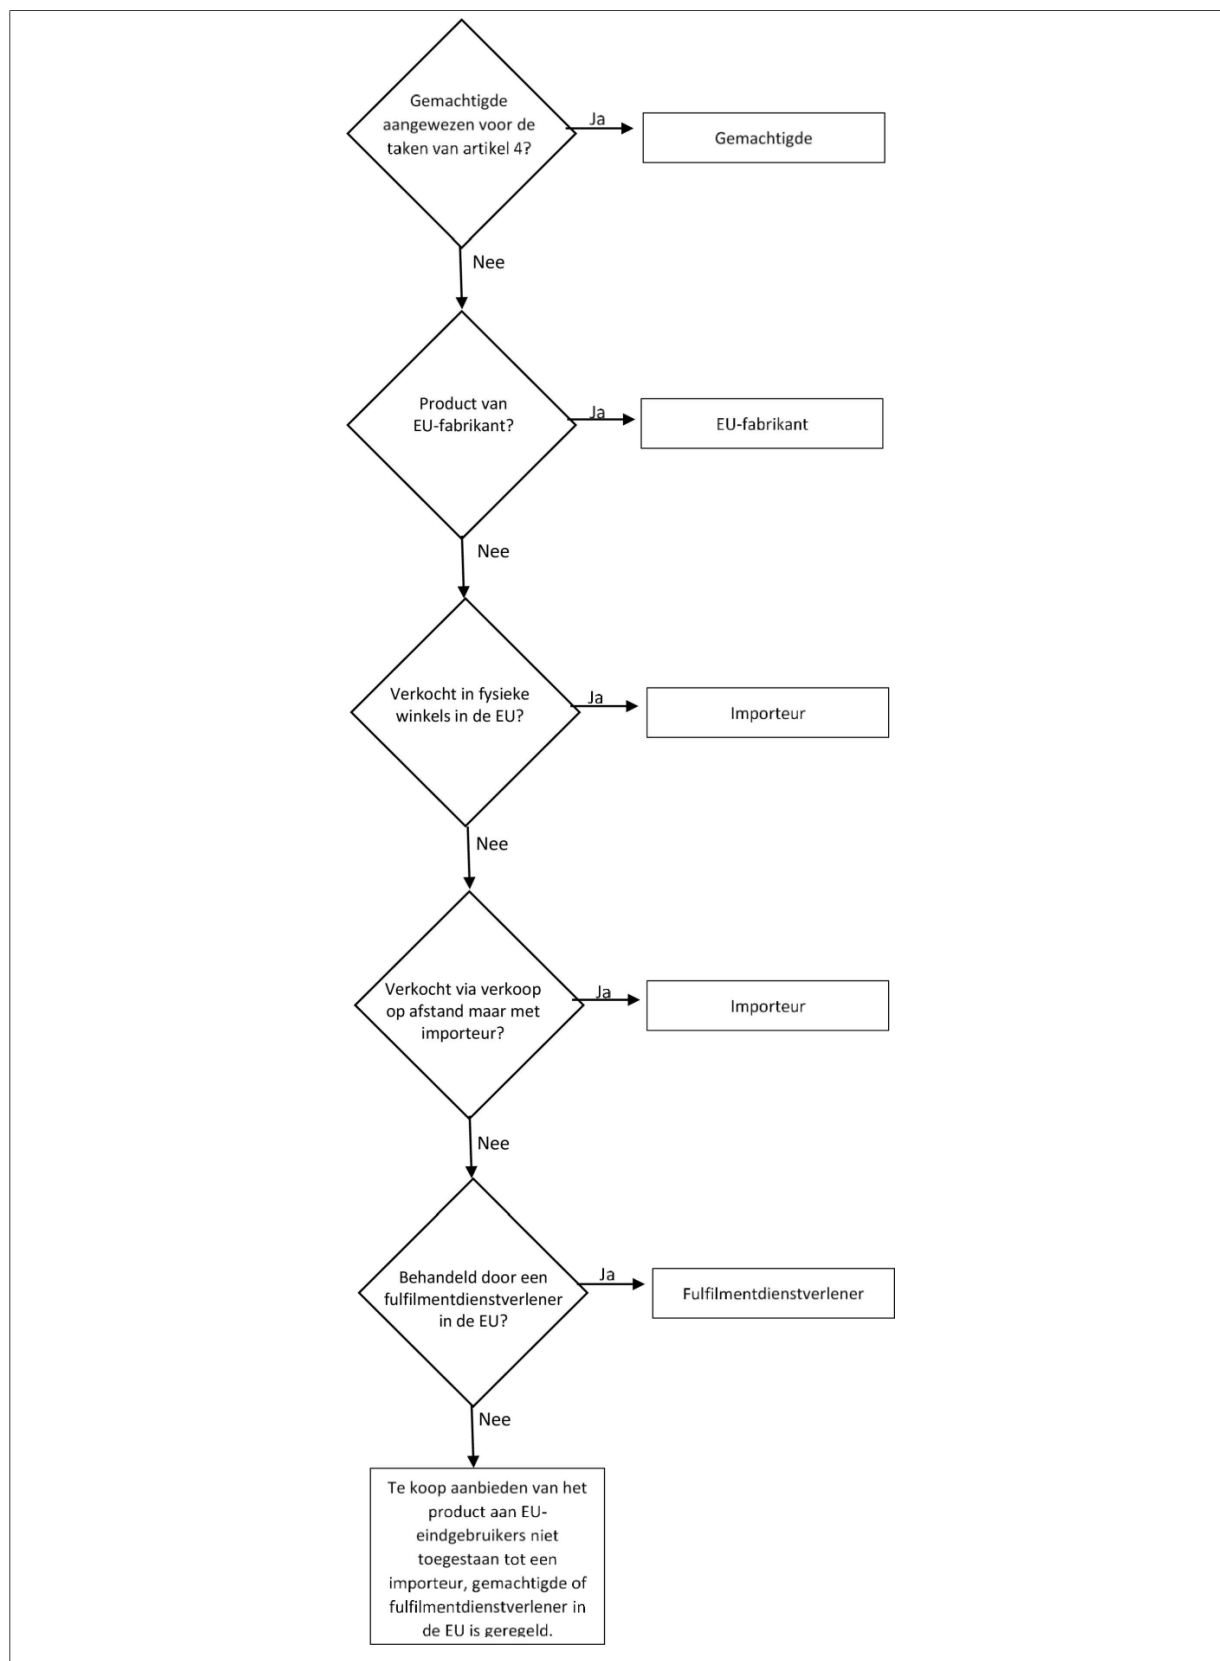 Gemachtigde
aangewezen voor de
taken van artikel 4?
Ja
Gemachtigde
Nee
Product van
EU-fabrikant?
Ja
EU-fabrikant
Nee
Verkocht in fysieke
winkels in de EU?
Ja
Importeur
Nee
Verkocht via verkoop
op afstand maar met
importeur?
Ja
Importeur
Nee
Behandeld door een
fulfilmentdienstverlener
in de EU?
Ja
Fulfilmentdienstverlener
Nee
Te koop aanbieden van het
product aan EU-
eindgebruikers niet
toegestaan tot een
importeur, gemachtigde of
fulfilmentdienstverlener in
de EU is geregeld.